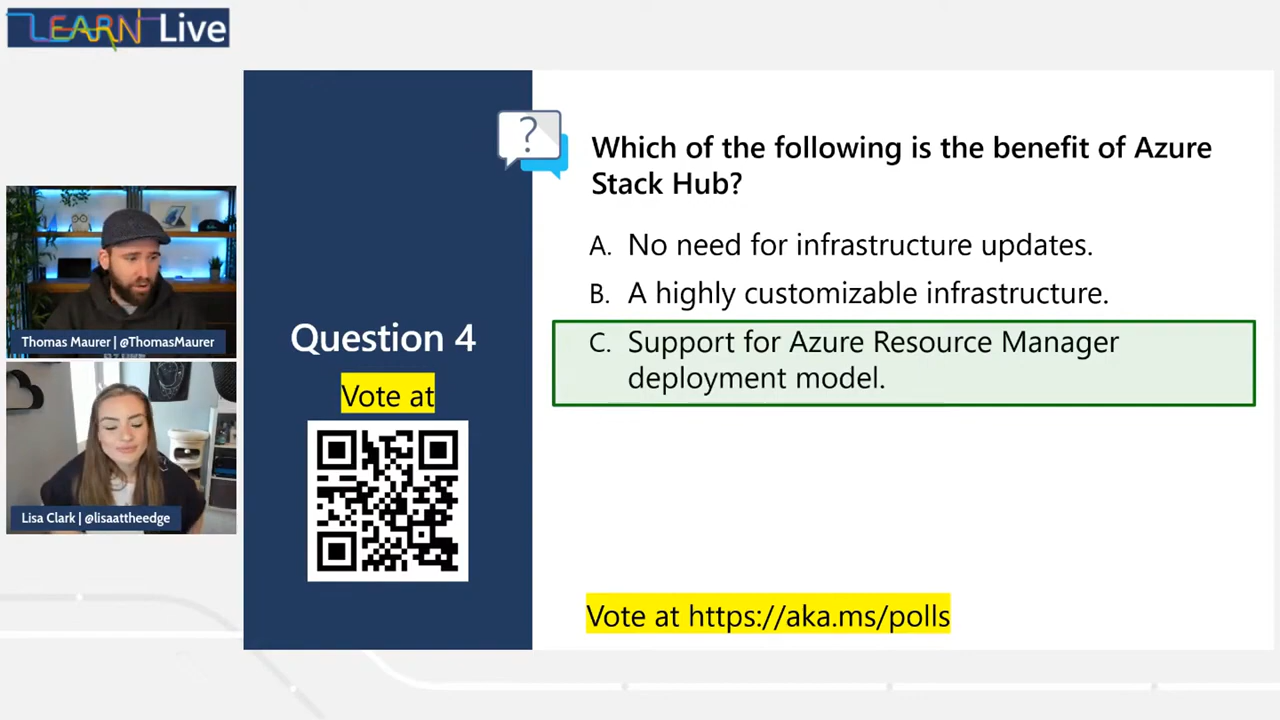 LEARN Live
Which of the following is the benefit of Azure
Stack Hub?
A. No need for infrastructure updates.
B. A highly customizable infrastructure.
C. Support for Azure Resource Manager
deployment model.
Question 4
Vote at
Thomas Maurer | @ThomasMaurer
Lisa Clark | @lisaattheedge
Vote at https://aka.ms/polls